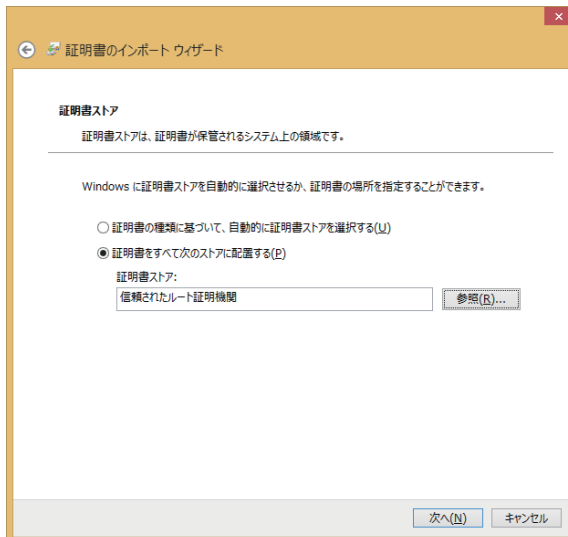 証明書のインポート ウィザード
証明書ストア
証明書ストアは、証明書が保管されるシステム上の領域です。
Windows に証明書ストアを自動的に選択させるか、証明書の場所を指定することができます。
証明書の種類に基づいて、自動的に証明書ストアを選択する(U)
証明書をすべて次のストアに配置する(P)
証明書ストア:
信頼されたルート証明機関
参照(R)...
次へ(N)
キャンセル